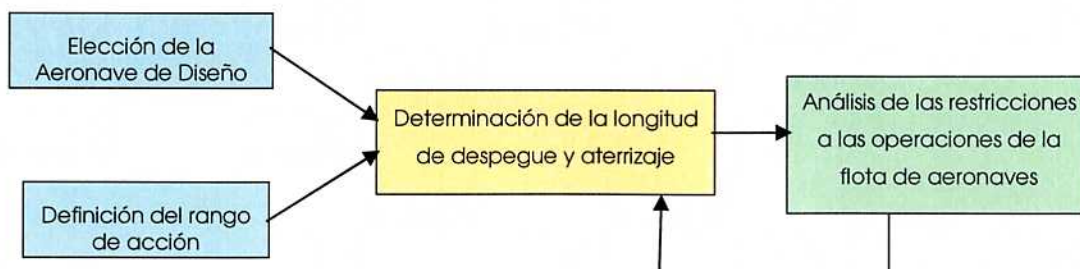 Elección de la
Aeronave de Diseño
Determinación de la longitud
de despegue y aterrizaje
Análisis de las restricciones
a las operaciones de la
flota de aeronaves
Definición del rango
de acción